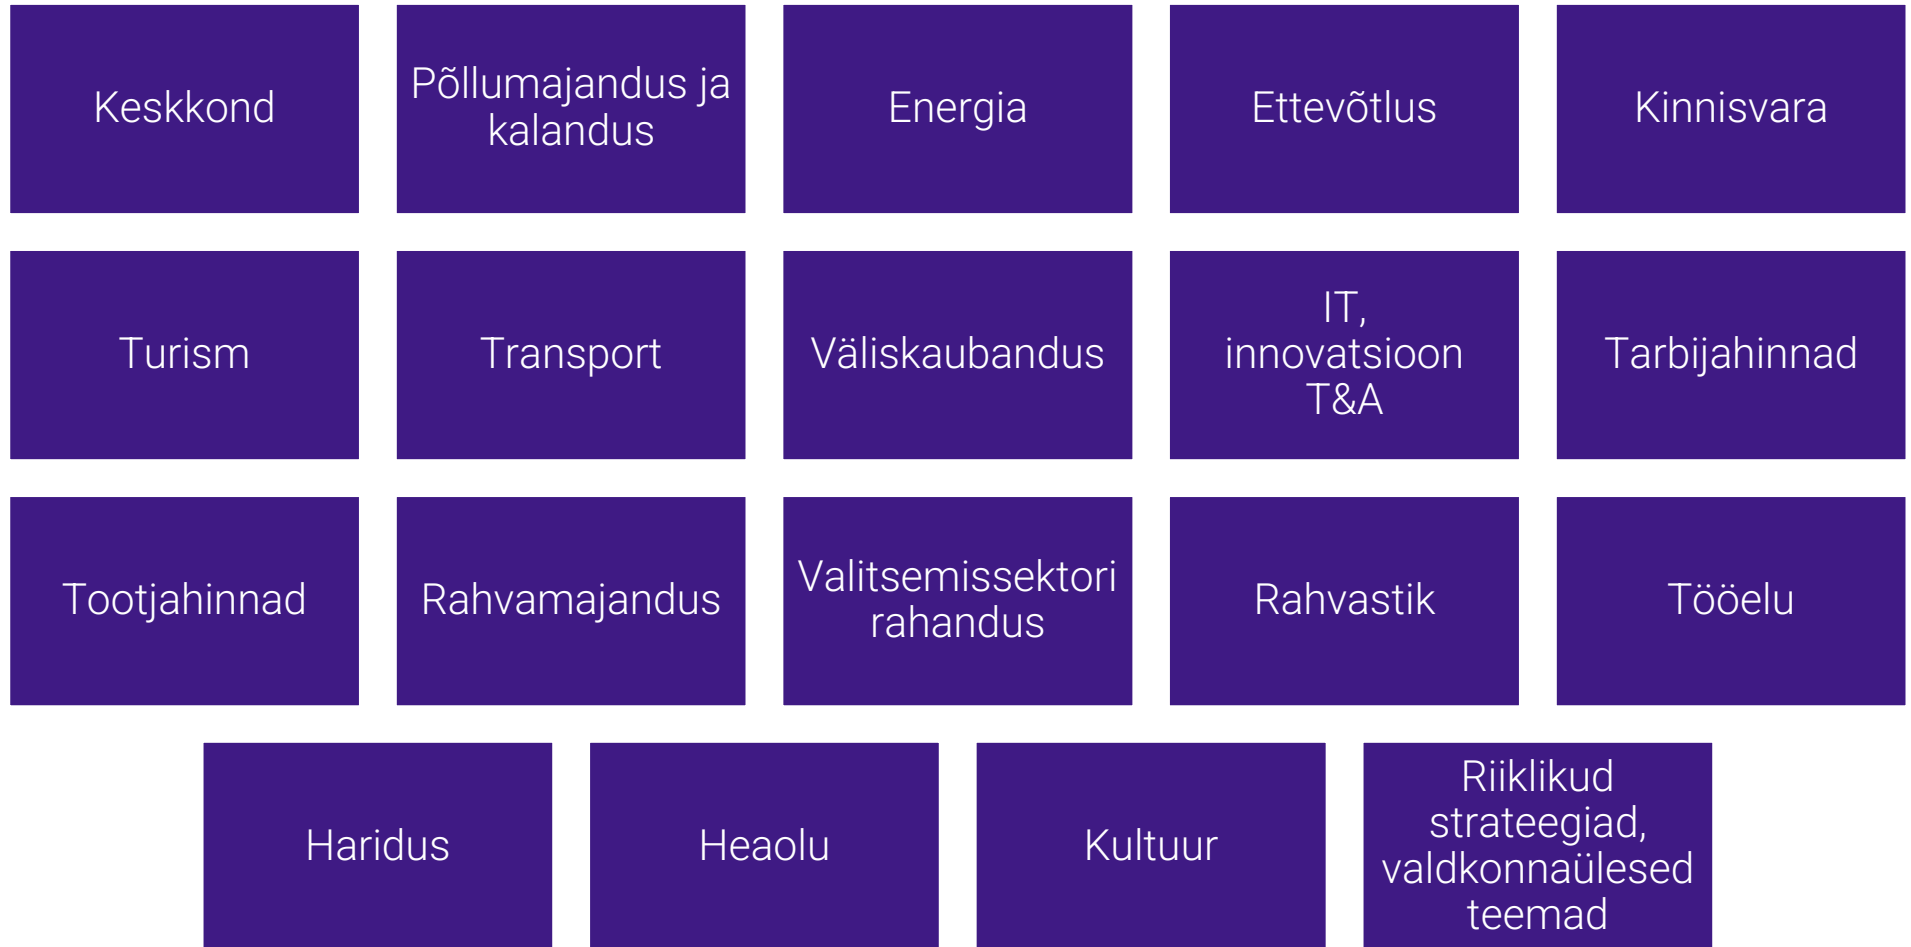 Keskkond
Põllumajandus ja
kalandus
Energia
Ettevõtlus
Kinnisvara
Turism
Transport
Väliskaubandus
IT,
innovatsioon
T&A
Tarbijahinnad
Tootjahinnad
Rahvamajandus
Valitsemissektori
rahandus
Rahvastik
Tööelu
Haridus
Heaolu
Kultuur
Riiklikud
strateegiad,
valdkonnaülesed
teemad